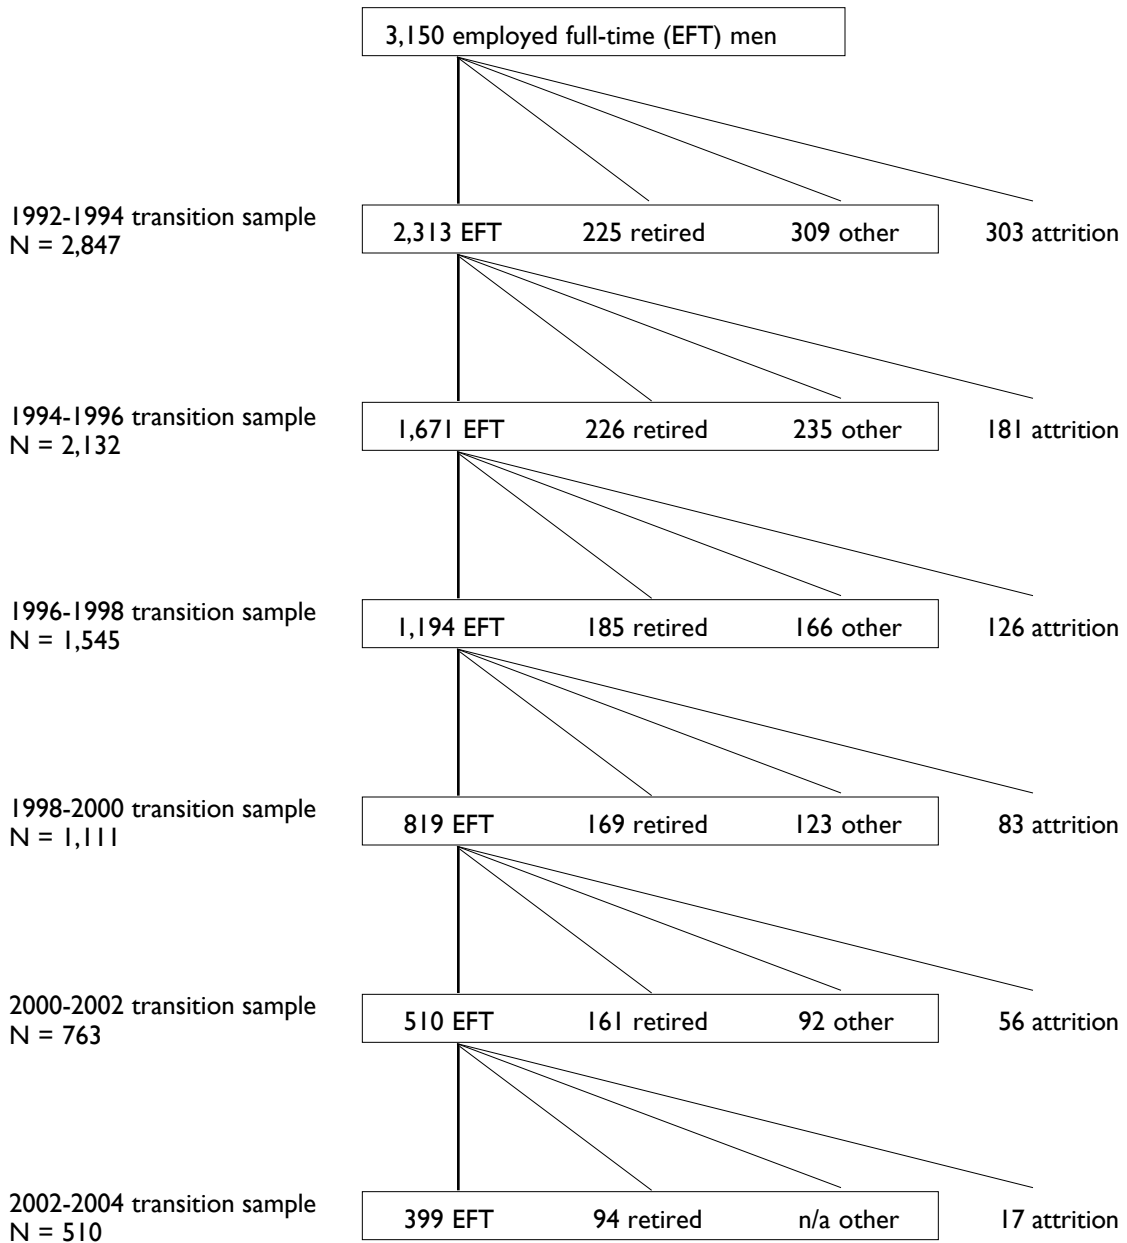 3,150 employed full-time (EFT) men
1992-1994 transition sample
N = 2,847
2,313 EFT 225 retired 309 other 303 attrition
1994-1996 transition sample
N = 2,132
1,671 EFT 226 retired 235 other 181 attrition
1996-1998 transition sample
N = 1,545
1,194 EFT 185 retired 166 other 126 attrition
1998-2000 transition sample
N = 1,111
819 EFT 169 retired 123 other 83 attrition
2000-2002 transition sample
N = 763
510 EFT 161 retired 92 other 56 attrition
2002-2004 transition sample
N = 510
399 EFT 94 retired n/a other 17 attrition